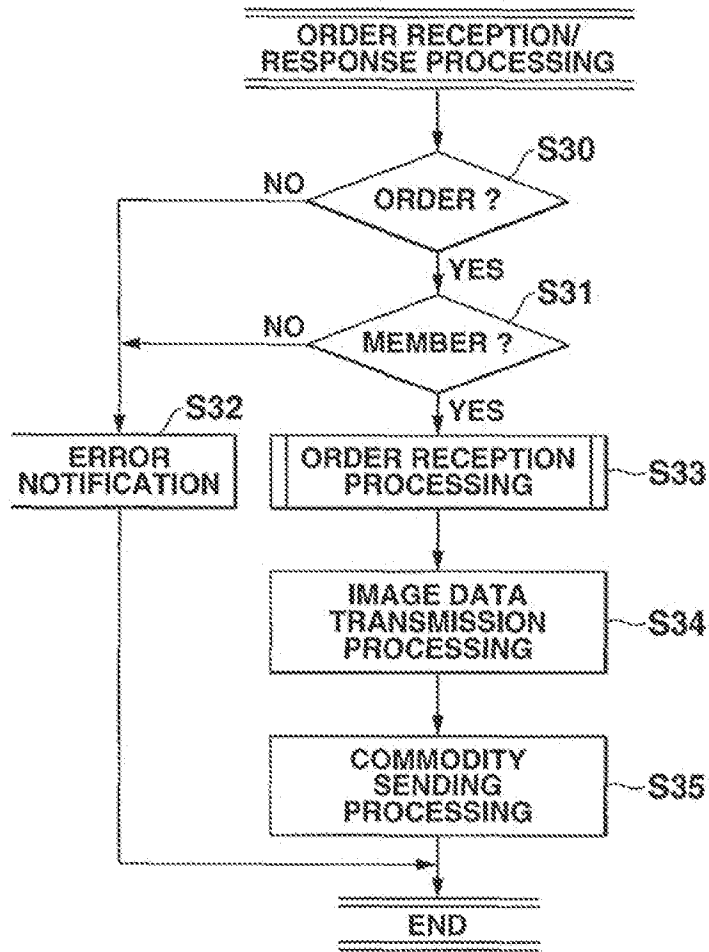 ORDER RECEPTION/
RESPONSE PROCESSING
S30
NO
ORDER ?
YES
S31
NO
MEMBER ?
YES
S32
ERROR
NOTIFICATION
ORDER RECEPTION
PROCESSING
S33
IMAGE DATA
TRANSMISSION
PROCESSING
S34
COMMODITY
SENDING
PROCESSING
S35
END